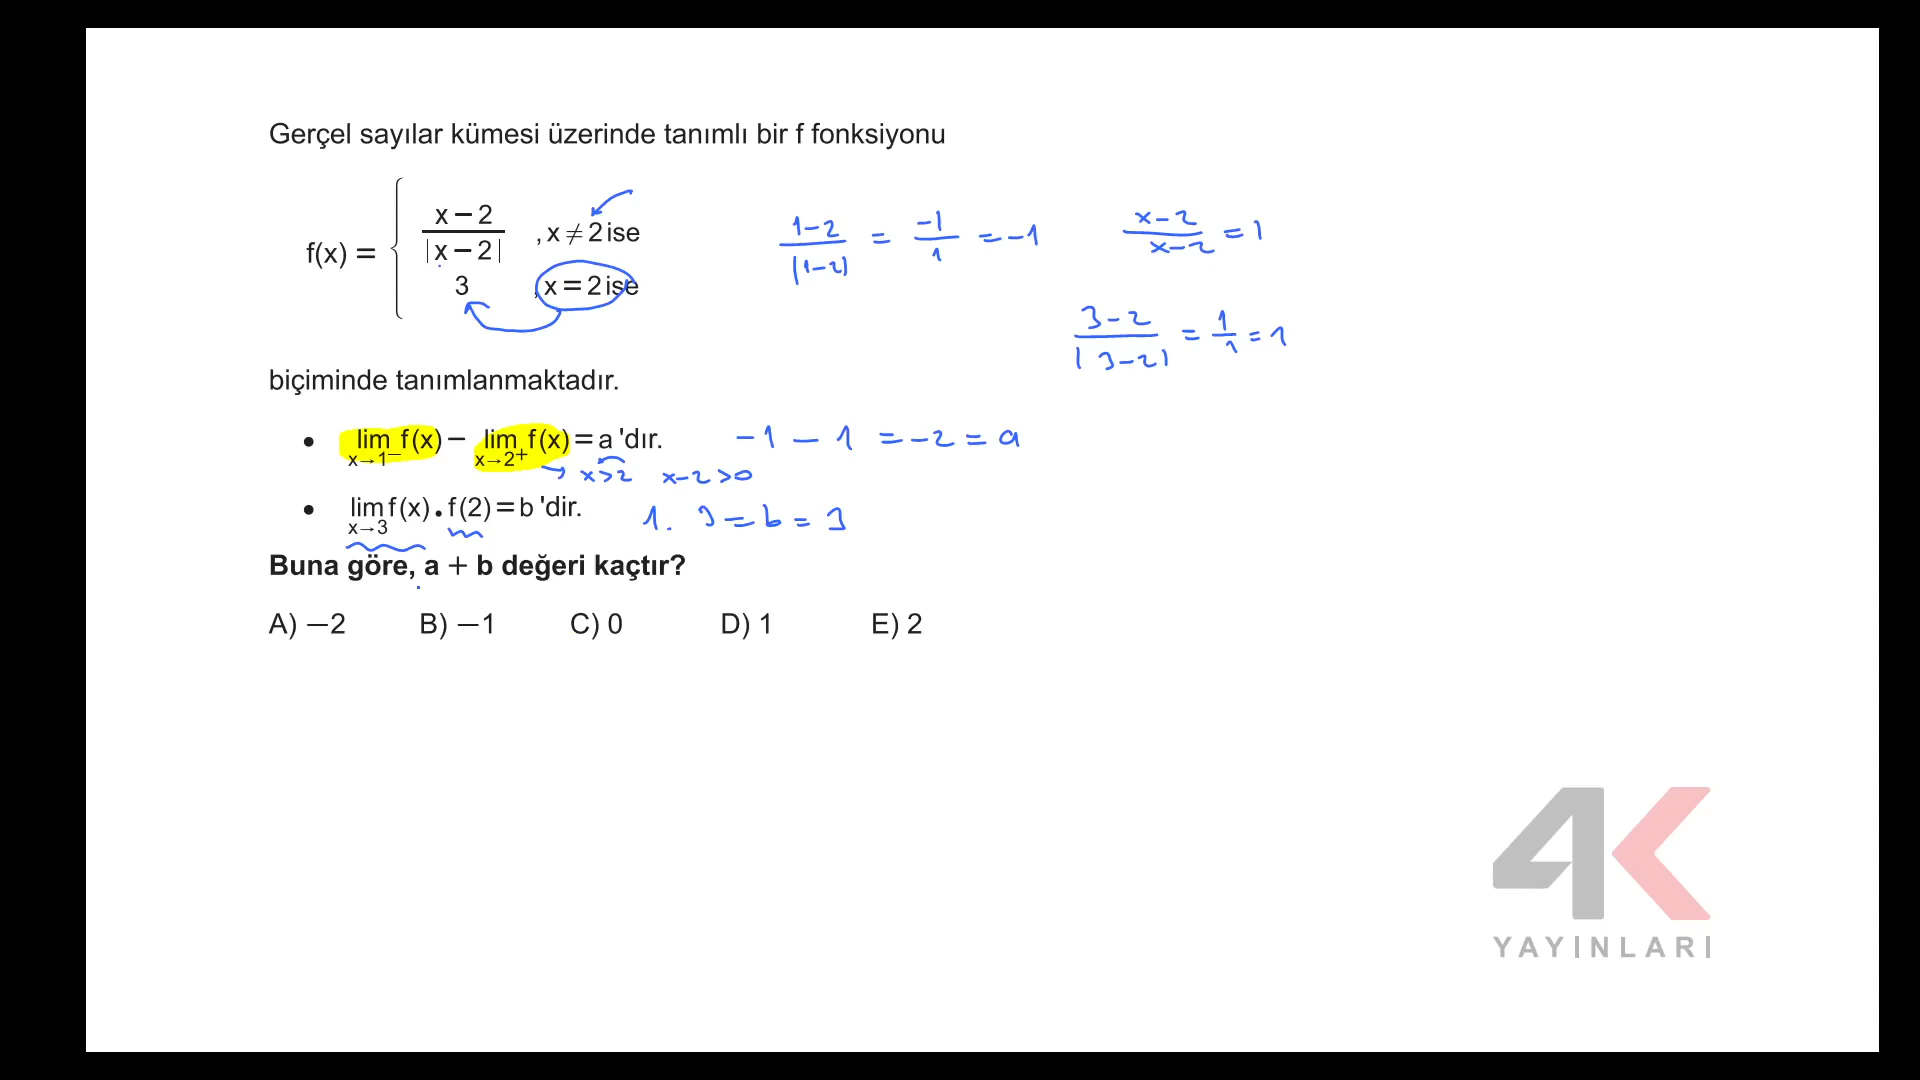 Gerçel sayılar kümesi üzerinde tanımlı bir f fonksiyonu
f(x) = { (x − 2)/|x − 2| , x ≠ 2 ise
3 , x = 2 ise
(1-2)/|1-2| = -1/1 = -1
(x-2)/(x-2) = 1
(3-2)/|3-2| = 1/1 = 1
biçiminde tanımlanmaktadır.
• lim x→1⁻ f(x) − lim x→2⁺ f(x) = a 'dır. -1 - 1 = -2 = a
→ x>2 x-2>0
• lim x→3 f(x) . f(2) = b 'dir. 1. 3 = b = 3
Buna göre, a + b değeri kaçtır?
A) −2 B) −1 C) 0 D) 1 E) 2
4K
YAYINLARI